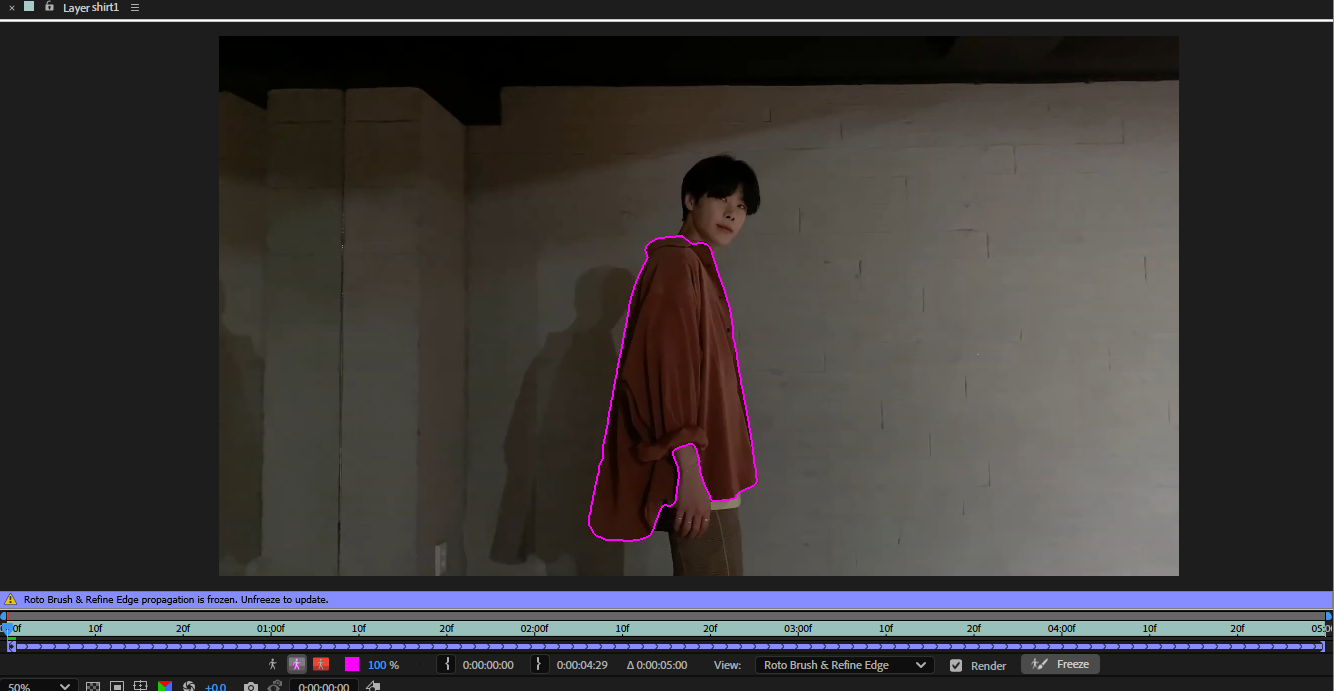 × Layer shirt1
Roto Brush & Refine Edge propagation is frozen. Unfreeze to update.
10f 20f 01:00f 10f 20f 02:00f 10f 20f 03:00f 10f 20f 04:00f 10f 20f
100 % 0:00:00:00 0:00:04:29 Δ 0:00:05:00 View: Roto Brush & Refine Edge Render Freeze
50% +0.0 0:00:00:00